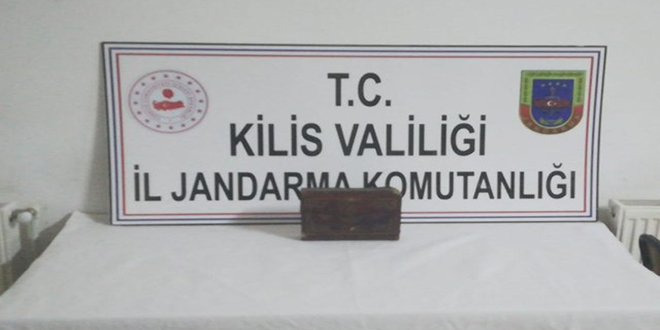 T.C.
KİLİS VALİLİĞİ
İL JANDARMA KOMUTANLIĞI